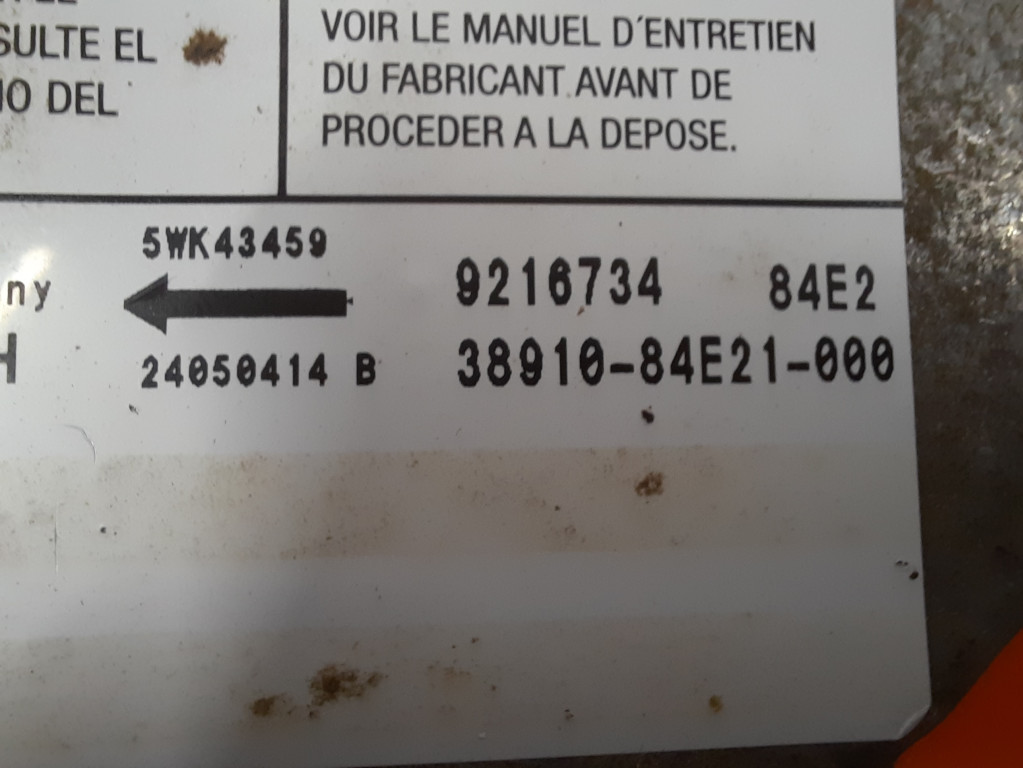 SULTE EL
IO DEL
VOIR LE MANUEL D'ENTRETIEN
DU FABRICANT AVANT DE
PROCEDER A LA DEPOSE.
5WK43459
ny
9216734 84E2
H
24050414 B
38910-84E21-000